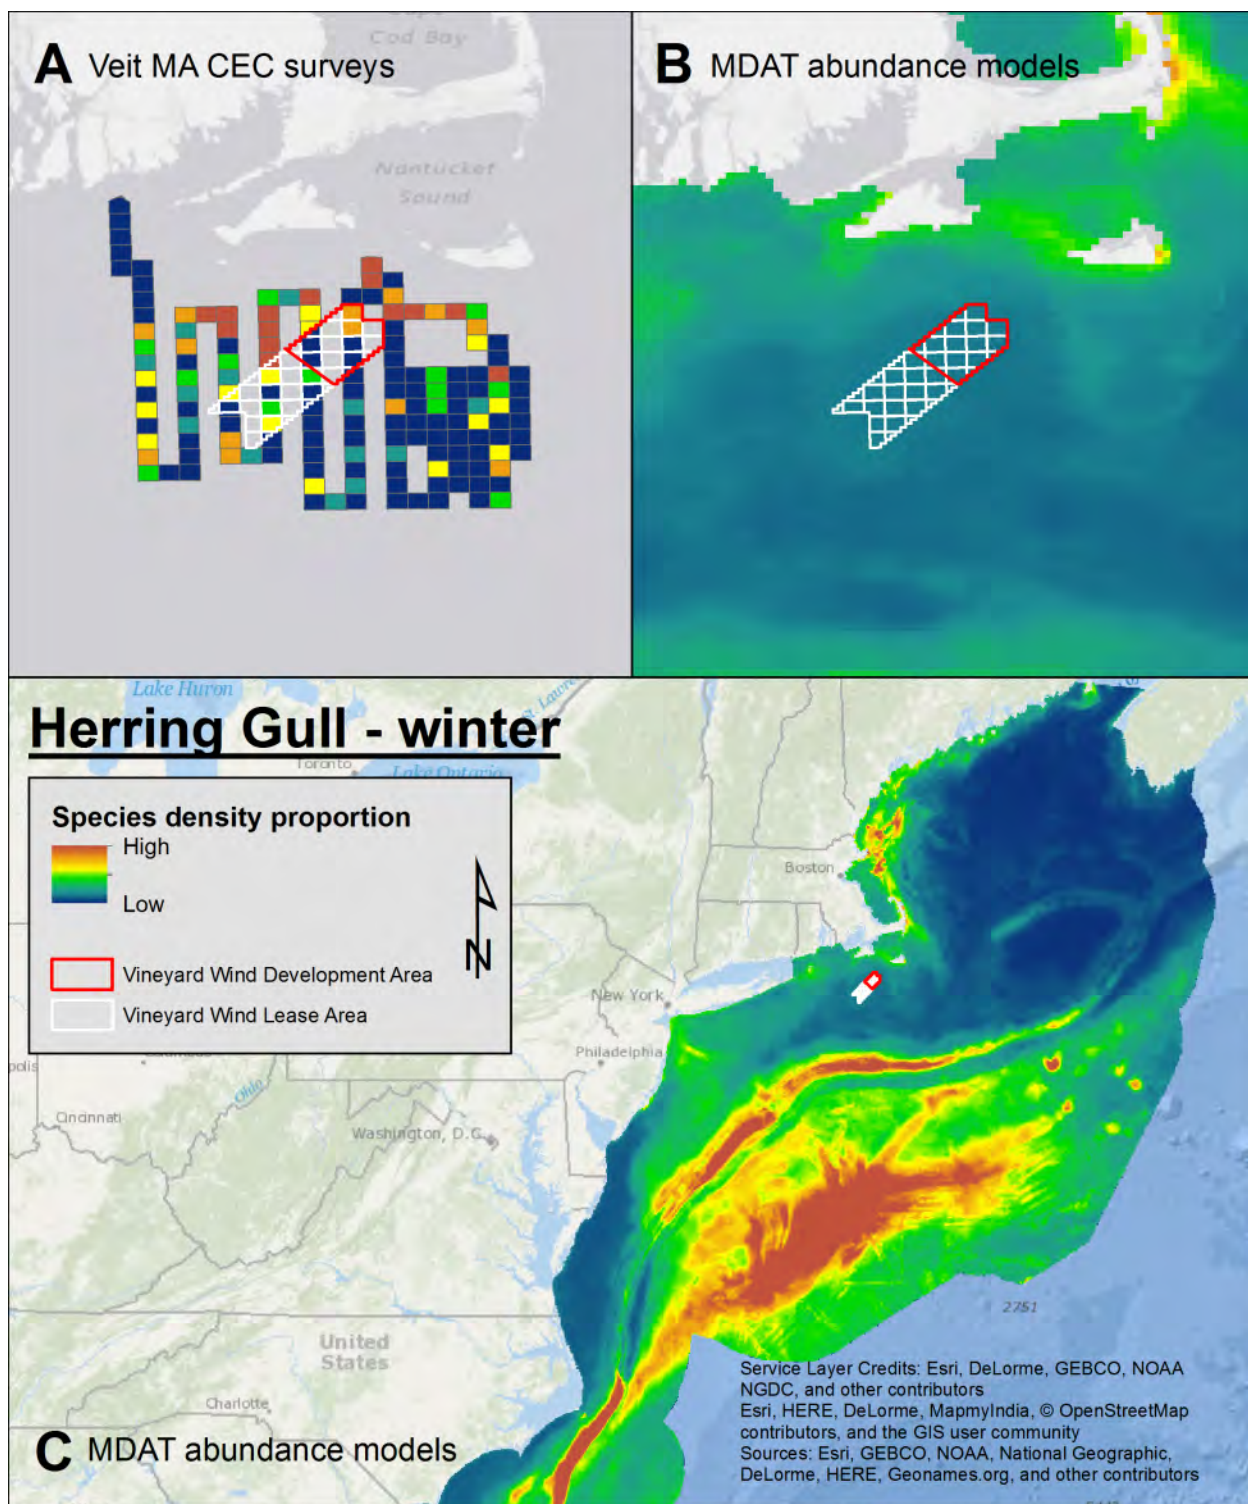 Cod Bay
A Veit MA CEC surveys
Nantucket
Sound
B MDAT abundance models
Lake Huron
Herring Gull - winter
Toronto
Lake Ontario
Species density proportion
High
Low
N
Vineyard Wind Development Area
Vineyard Wind Lease Area
Boston
New York
Philadelphia
Ohio
Cincinnati
Washington, D.C.
United
States
Charlotte
2751
Service Layer Credits: Esri, DeLorme, GEBCO, NOAA
NGDC, and other contributors
Esri, HERE, DeLorme, MapmyIndia, © OpenStreetMap
contributors, and the GIS user community
Sources: Esri, GEBCO, NOAA, National Geographic,
DeLorme, HERE, Geonames.org, and other contributors
C MDAT abundance models